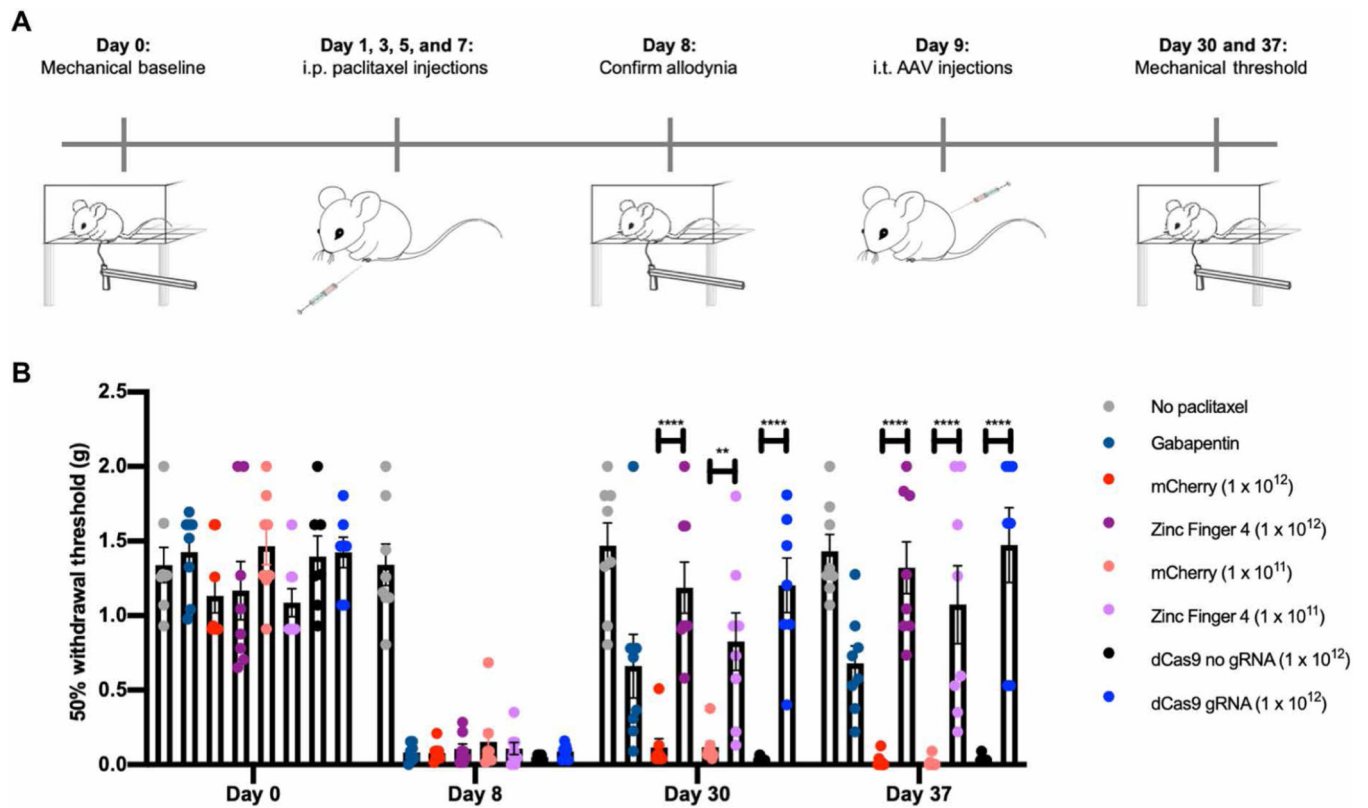 A
Day 0:
Mechanical baseline
Day 1, 3, 5, and 7:
i.p. paclitaxel injections
Day 8:
Confirm allodynia
Day 9:
i.t. AAV injections
Day 30 and 37:
Mechanical threshold
B
50% withdrawal threshold (g)
2.5
2.0
1.5
1.0
0.5
0.0
****
**
****
****
****
****
Day 0
Day 8
Day 30
Day 37
No paclitaxel
Gabapentin
mCherry (1 x 10¹²)
Zinc Finger 4 (1 x 10¹²)
mCherry (1 x 10¹¹)
Zinc Finger 4 (1 x 10¹¹)
dCas9 no gRNA (1 x 10¹²)
dCas9 gRNA (1 x 10¹²)